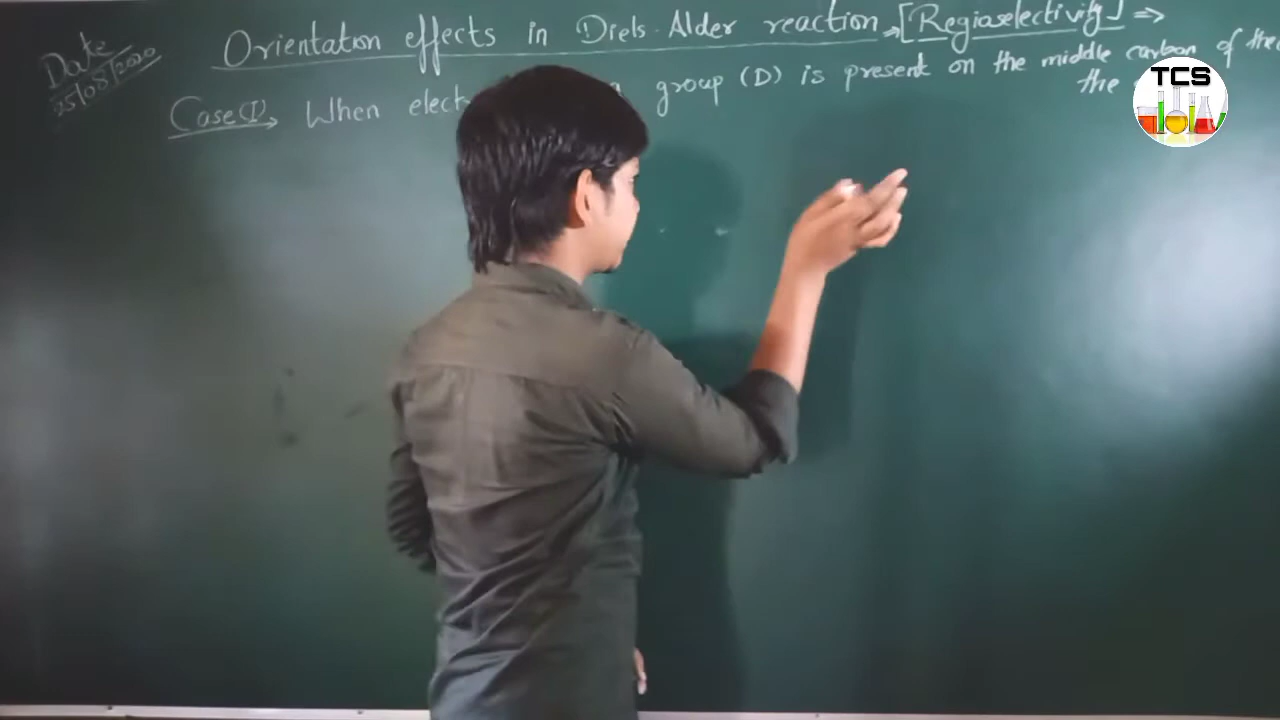 Date
25/08/2020
Orientation effects in Diels-Alder reaction → [Regioselectivity] ⇒
Case(I) → When elect group (D) is present on the middle carbon of the
the
TCS